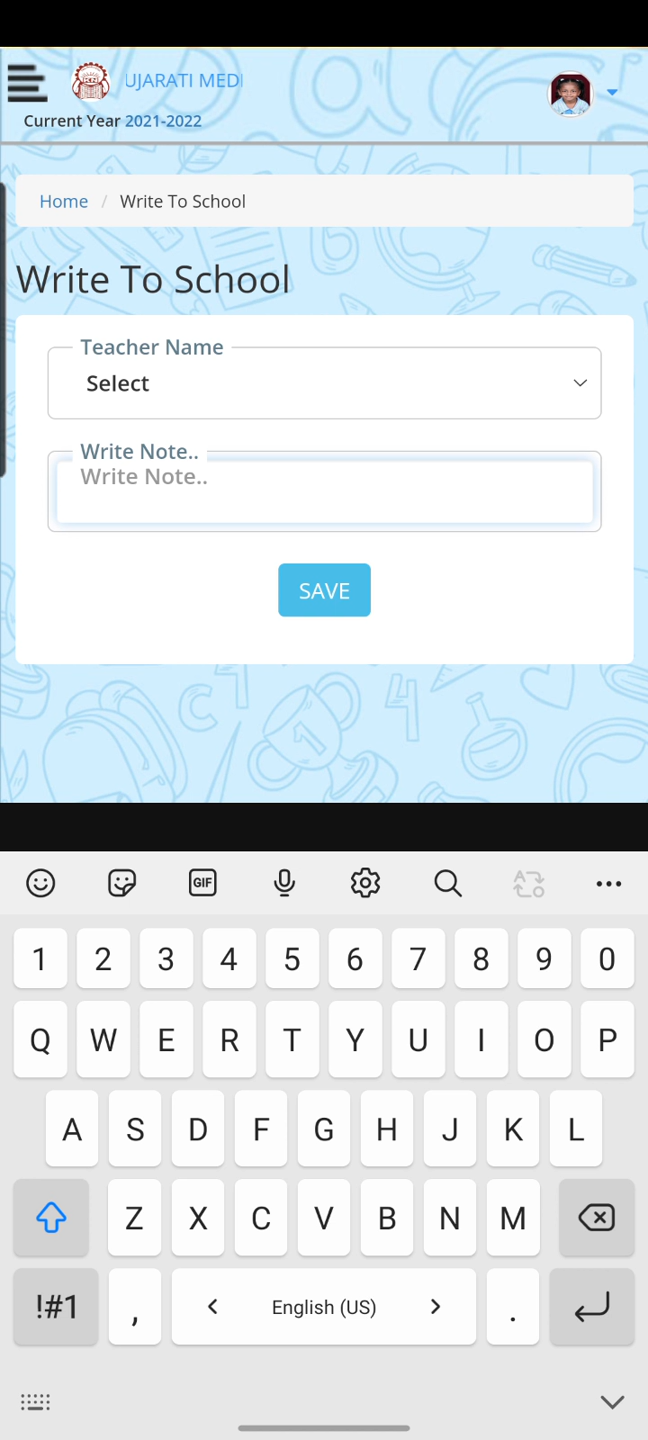 UJARATI MEDI
Current Year 2021-2022
Home / Write To School
Write To School
Teacher Name
Select
Write Note..
Write Note..
SAVE
GIF
1 2 3 4 5 6 7 8 9 0
Q W E R T Y U I O P
A S D F G H J K L
Z X C V B N M
!#1 , < English (US) > .